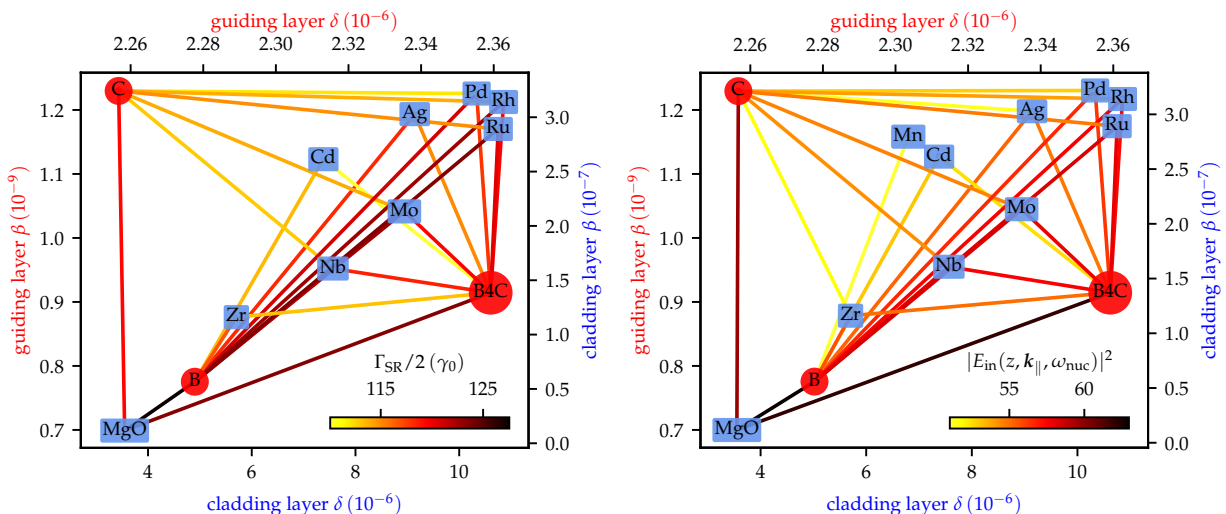 guiding layer δ (10⁻⁶)
2.26 2.28 2.30 2.32 2.34 2.36
guiding layer β (10⁻⁹)
1.2
1.1
1.0
0.9
0.8
0.7
C
Pd
Rh
Ag
Ru
Cd
Mo
Nb
B4C
Zr
B
MgO
Γ_SR/2 (γ₀)
115 125
3.0
2.5
2.0
1.5
1.0
0.5
0.0
cladding layer β (10⁻⁷)
4 6 8 10
cladding layer δ (10⁻⁶)
guiding layer δ (10⁻⁶)
2.26 2.28 2.30 2.32 2.34 2.36
guiding layer β (10⁻⁹)
1.2
1.1
1.0
0.9
0.8
0.7
C
Pd
Rh
Ag
Ru
Mn
Cd
Mo
Nb
B4C
Zr
B
MgO
|E_in(z, k_∥, ω_nuc)|²
55 60
3.0
2.5
2.0
1.5
1.0
0.5
0.0
cladding layer β (10⁻⁷)
4 6 8 10
cladding layer δ (10⁻⁶)